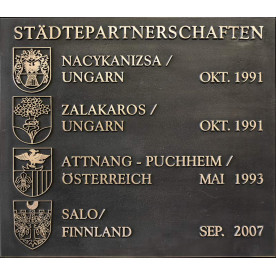 STÄDTEPARTNERSCHAFTEN
NACYKANIZSA /
UNGARN OKT. 1991
ZALAKAROS /
UNGARN OKT. 1991
ATTNANG - PUCHHEIM /
ÖSTERREICH MAI 1993
SALO/
FINNLAND SEP. 2007